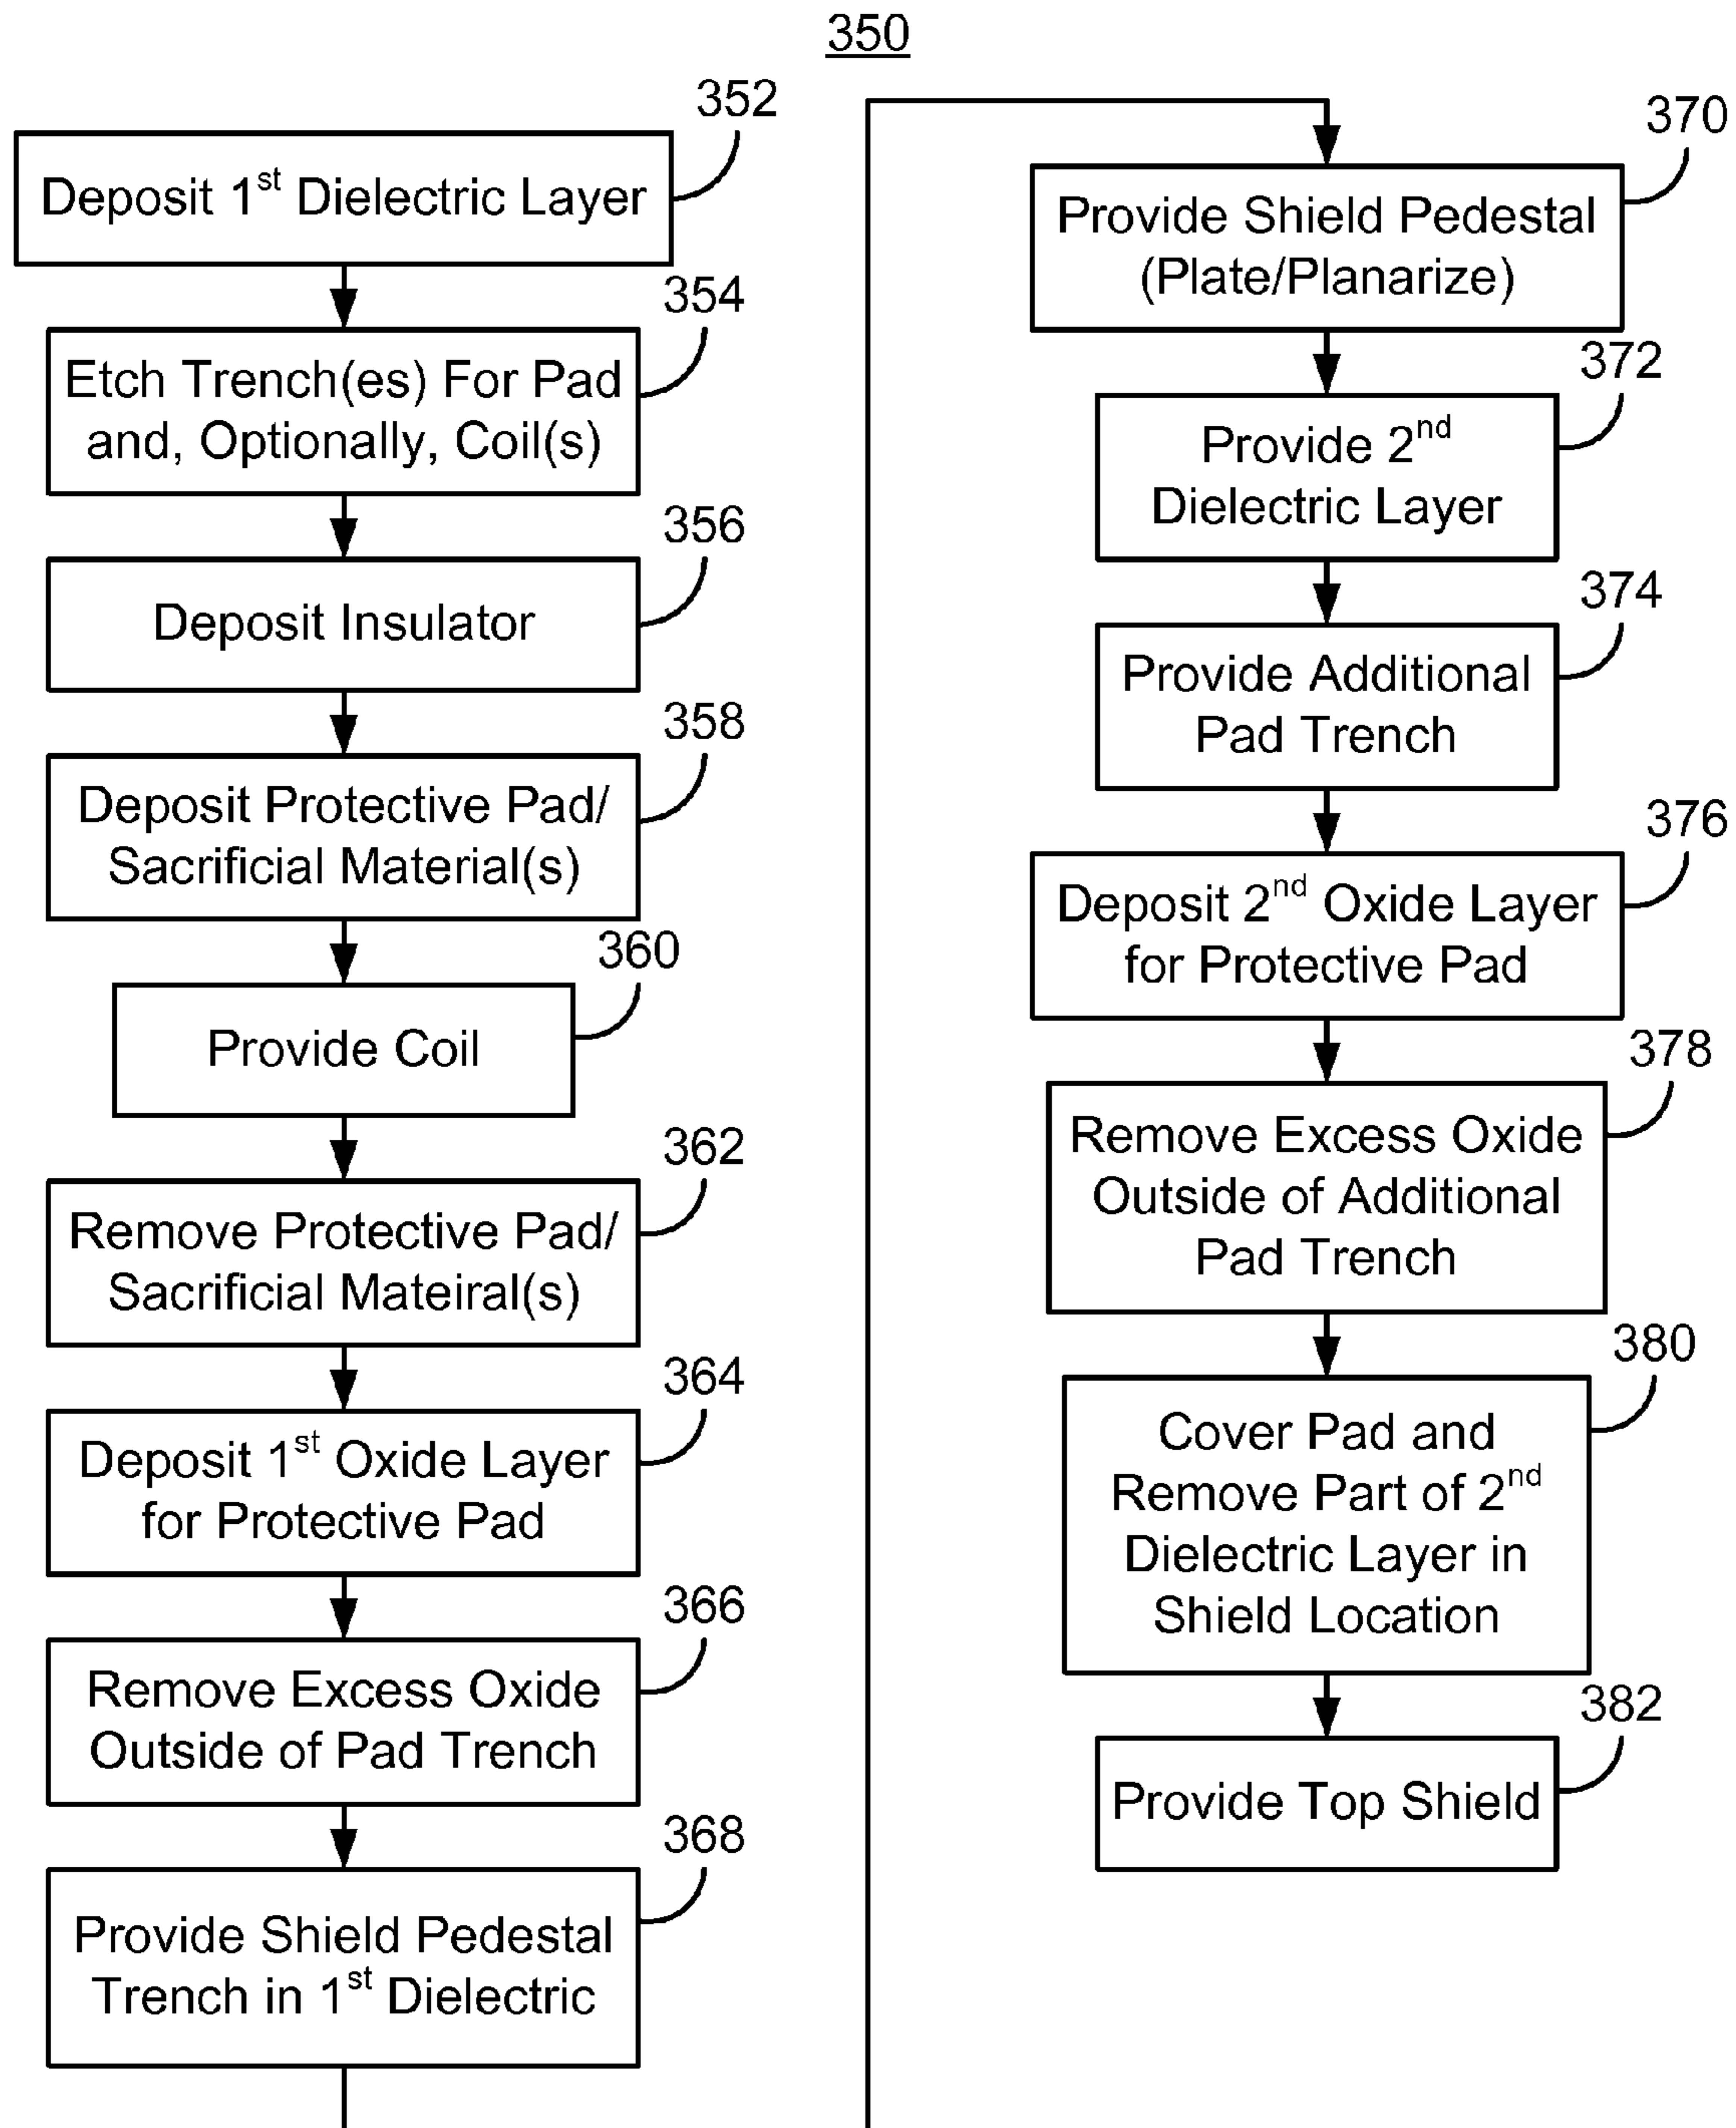 350
352
Deposit 1st Dielectric Layer
354
Etch Trench(es) For Pad
and, Optionally, Coil(s)
356
Deposit Insulator
358
Deposit Protective Pad/
Sacrificial Material(s)
360
Provide Coil
362
Remove Protective Pad/
Sacrificial Mateiral(s)
364
Deposit 1st Oxide Layer
for Protective Pad
366
Remove Excess Oxide
Outside of Pad Trench
368
Provide Shield Pedestal
Trench in 1st Dielectric
370
Provide Shield Pedestal
(Plate/Planarize)
372
Provide 2nd
Dielectric Layer
374
Provide Additional
Pad Trench
376
Deposit 2nd Oxide Layer
for Protective Pad
378
Remove Excess Oxide
Outside of Additional
Pad Trench
380
Cover Pad and
Remove Part of 2nd
Dielectric Layer in
Shield Location
382
Provide Top Shield